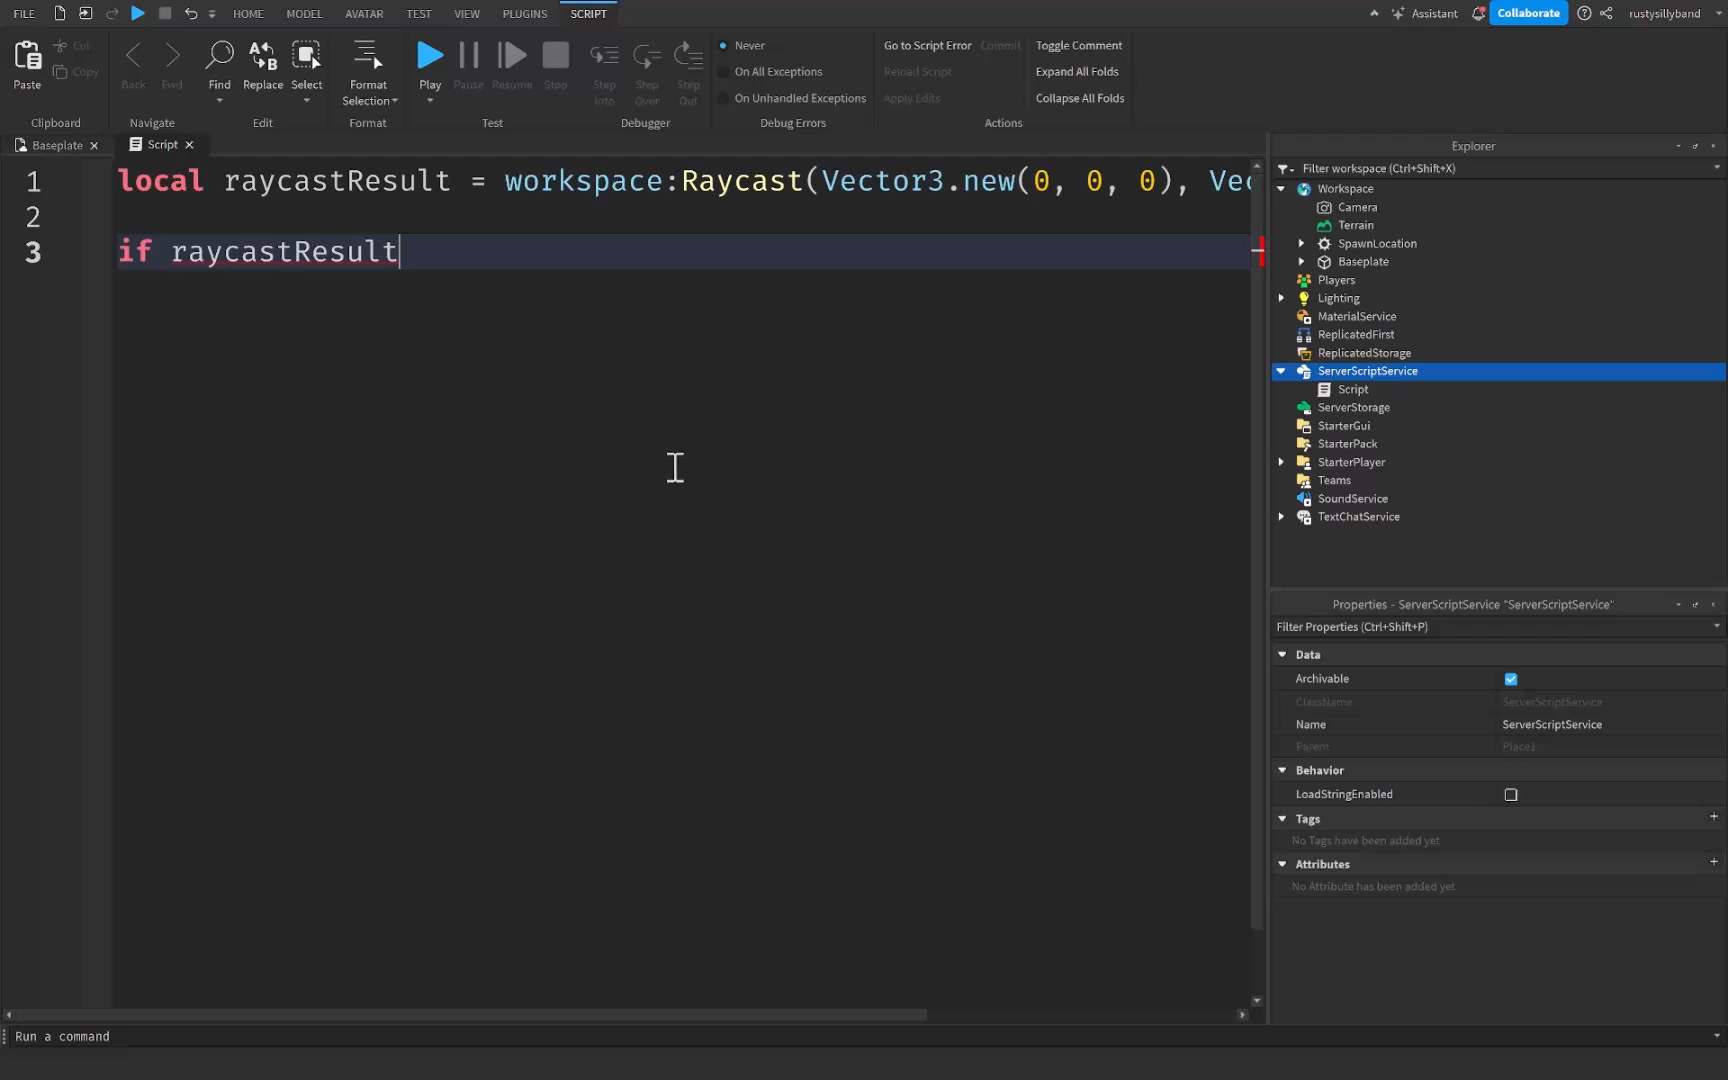 FILE HOME MODEL AVATAR TEST VIEW PLUGINS SCRIPT Assistant Collaborate rustysillyband
Paste Cut Copy Back Fwd Find Replace Select Format Selection Play Pause Resume Stop Step Into Step Over Step Out
Never
On All Exceptions
On Unhandled Exceptions
Go to Script Error Commit
Reload Script
Apply Edits
Toggle Comment
Expand All Folds
Collapse All Folds
Clipboard Navigate Edit Format Test Debugger Debug Errors Actions
Baseplate Script
1 local raycastResult = workspace:Raycast(Vector3.new(0, 0, 0), Vec
2
3 if raycastResult
Explorer
Filter workspace (Ctrl+Shift+X)
Workspace
Camera
Terrain
SpawnLocation
Baseplate
Players
Lighting
MaterialService
ReplicatedFirst
ReplicatedStorage
ServerScriptService
Script
ServerStorage
StarterGui
StarterPack
StarterPlayer
Teams
SoundService
TextChatService
Properties - ServerScriptService "ServerScriptService"
Filter Properties (Ctrl+Shift+P)
Data
Archivable
ClassName ServerScriptService
Name ServerScriptService
Parent Place1
Behavior
LoadStringEnabled
Tags
No Tags have been added yet
Attributes
No Attribute has been added yet
Run a command